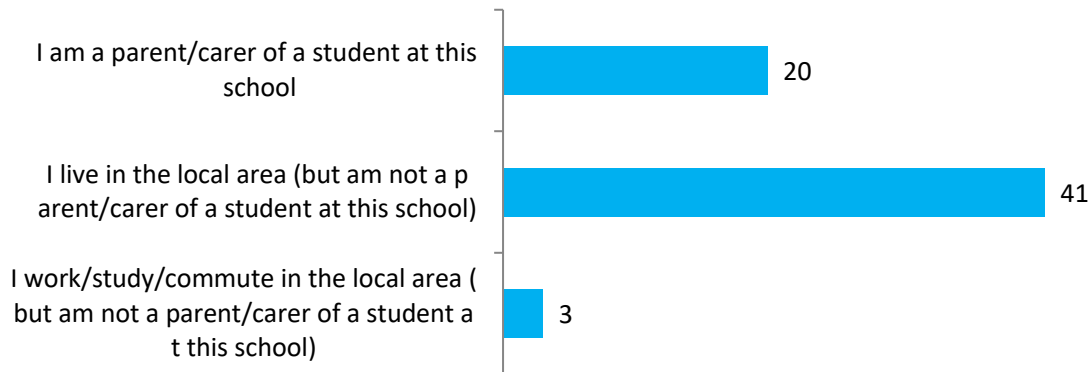 I am a parent/carer of a student at this
school
20
I live in the local area (but am not a p
arent/carer of a student at this school)
41
I work/study/commute in the local area (
but am not a parent/carer of a student a
t this school)
3